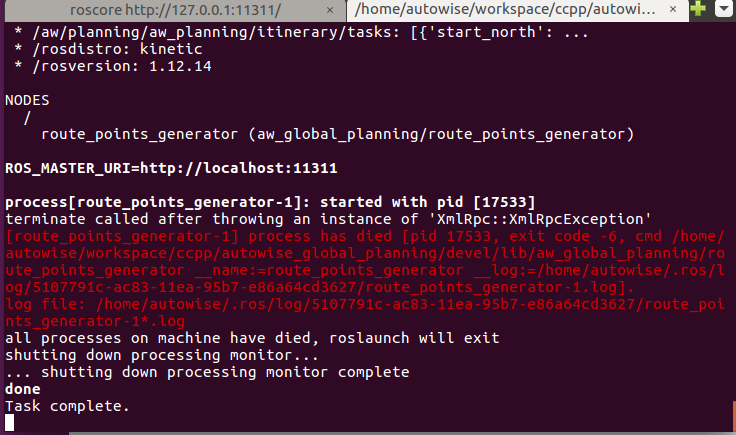 roscore http://127.0.0.1:11311/ × /home/autowise/workspace/ccpp/autowi... ×
* /aw/planning/aw_planning/itinerary/tasks: [{'start_north': ...
* /rosdistro: kinetic
* /rosversion: 1.12.14
NODES
/
route_points_generator (aw_global_planning/route_points_generator)
ROS_MASTER_URI=http://localhost:11311
process[route_points_generator-1]: started with pid [17533]
terminate called after throwing an instance of 'XmlRpc::XmlRpcException'
[route_points_generator-1] process has died [pid 17533, exit code -6, cmd /home/
autowise/workspace/ccpp/autowise_global_planning/devel/lib/aw_global_planning/ro
ute_points_generator __name:=route_points_generator __log:=/home/autowise/.ros/l
og/5107791c-ac83-11ea-95b7-e86a64cd3627/route_points_generator-1.log].
log file: /home/autowise/.ros/log/5107791c-ac83-11ea-95b7-e86a64cd3627/route_poi
nts_generator-1*.log
all processes on machine have died, roslaunch will exit
shutting down processing monitor...
... shutting down processing monitor complete
done
Task complete.